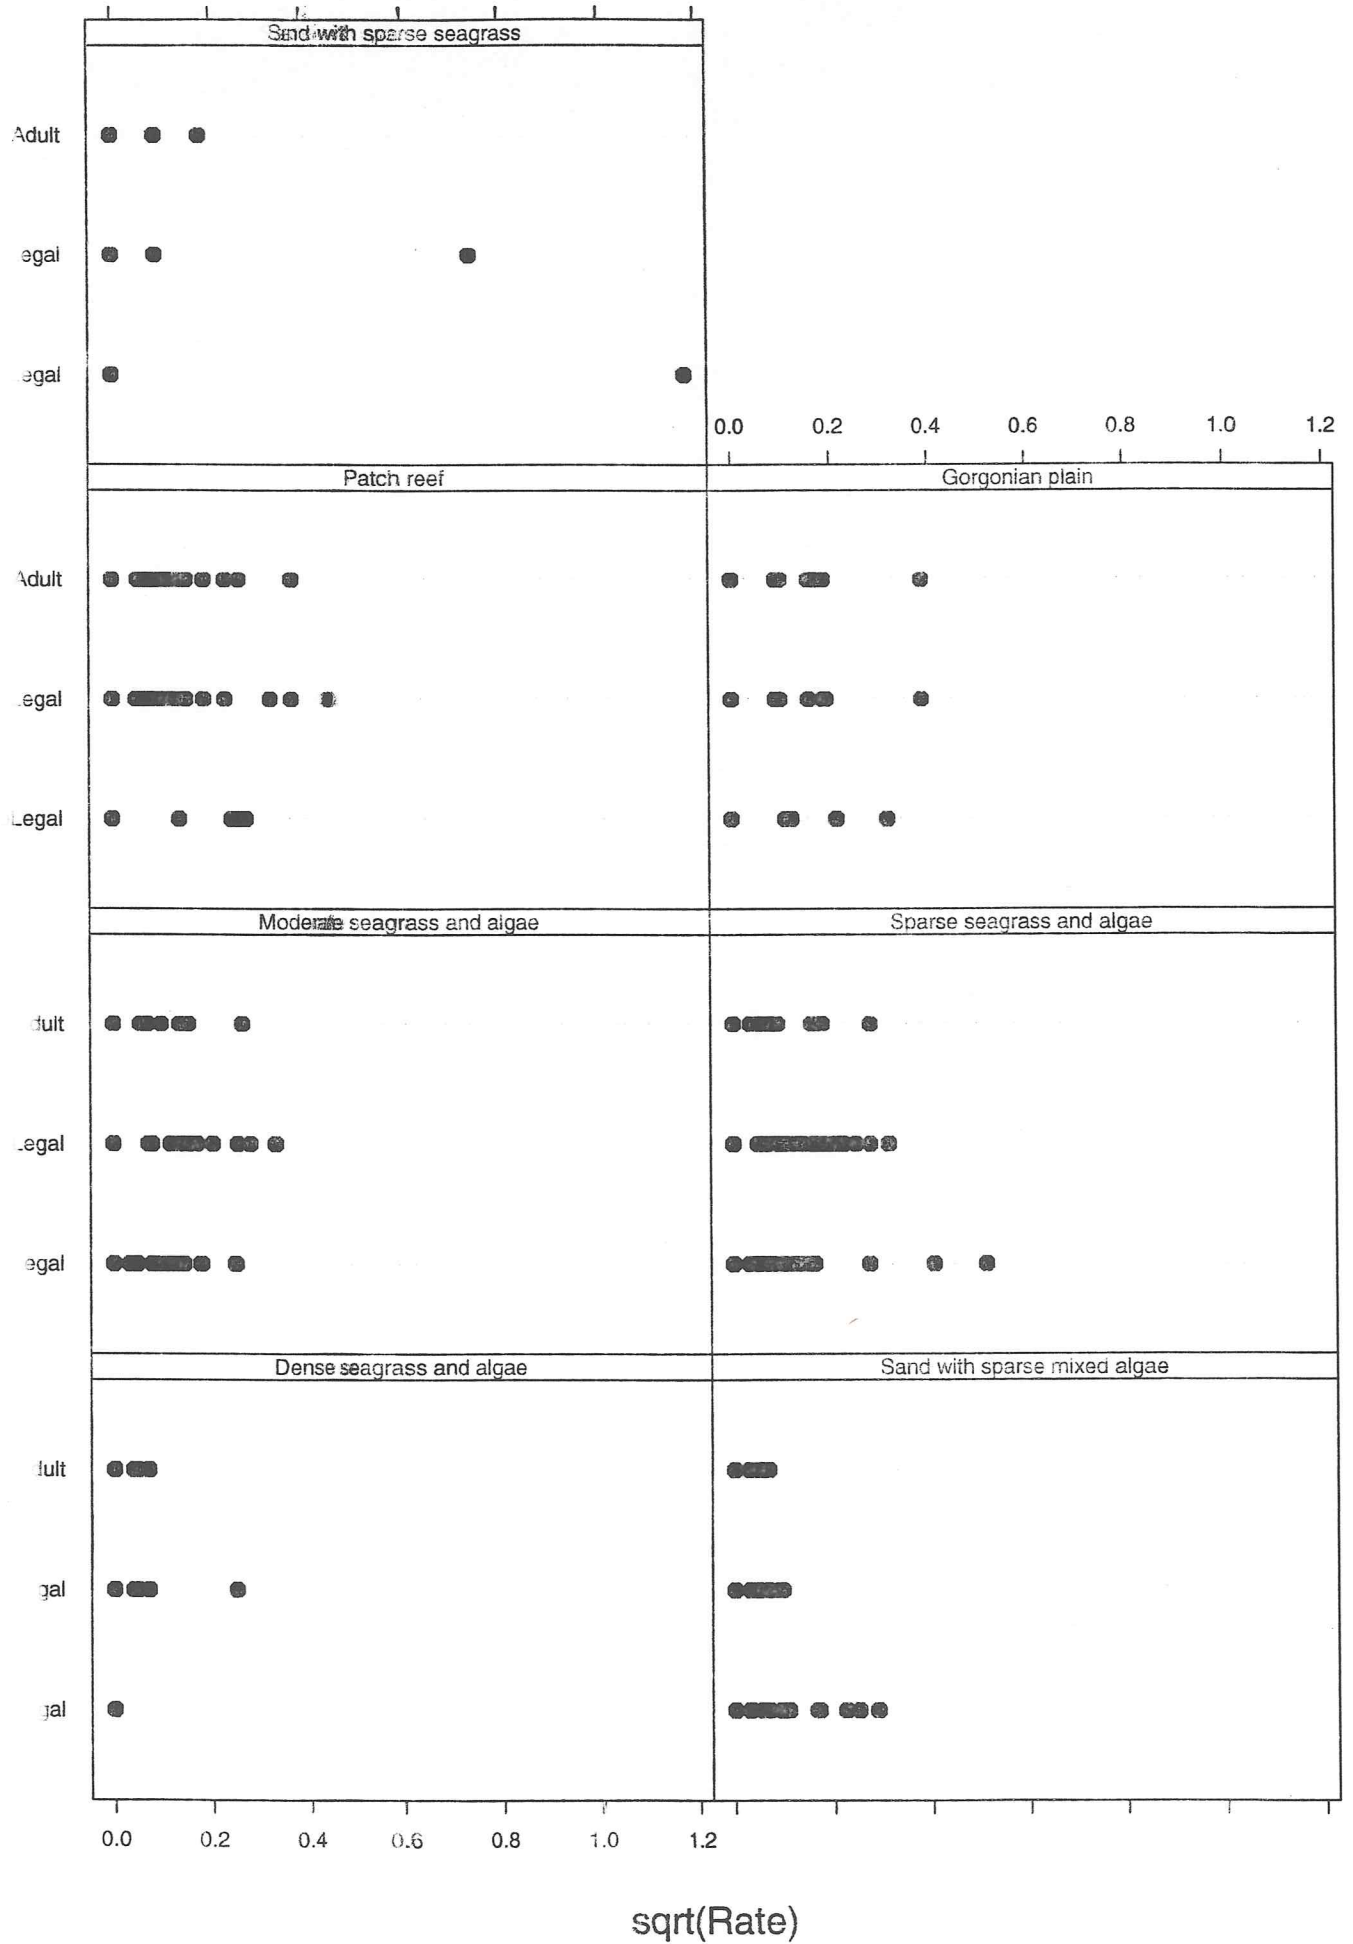 Sand with sparse seagrass
Adult
egal
egal
0.0 0.2 0.4 0.6 0.8 1.0 1.2
Patch reef Gorgonian plain
Adult
egal
Legal
Moderate seagrass and algae Sparse seagrass and algae
dult
Legal
egal
Dense seagrass and algae Sand with sparse mixed algae
dult
gal
gal
0.0 0.2 0.4 0.6 0.8 1.0 1.2
sqrt(Rate)